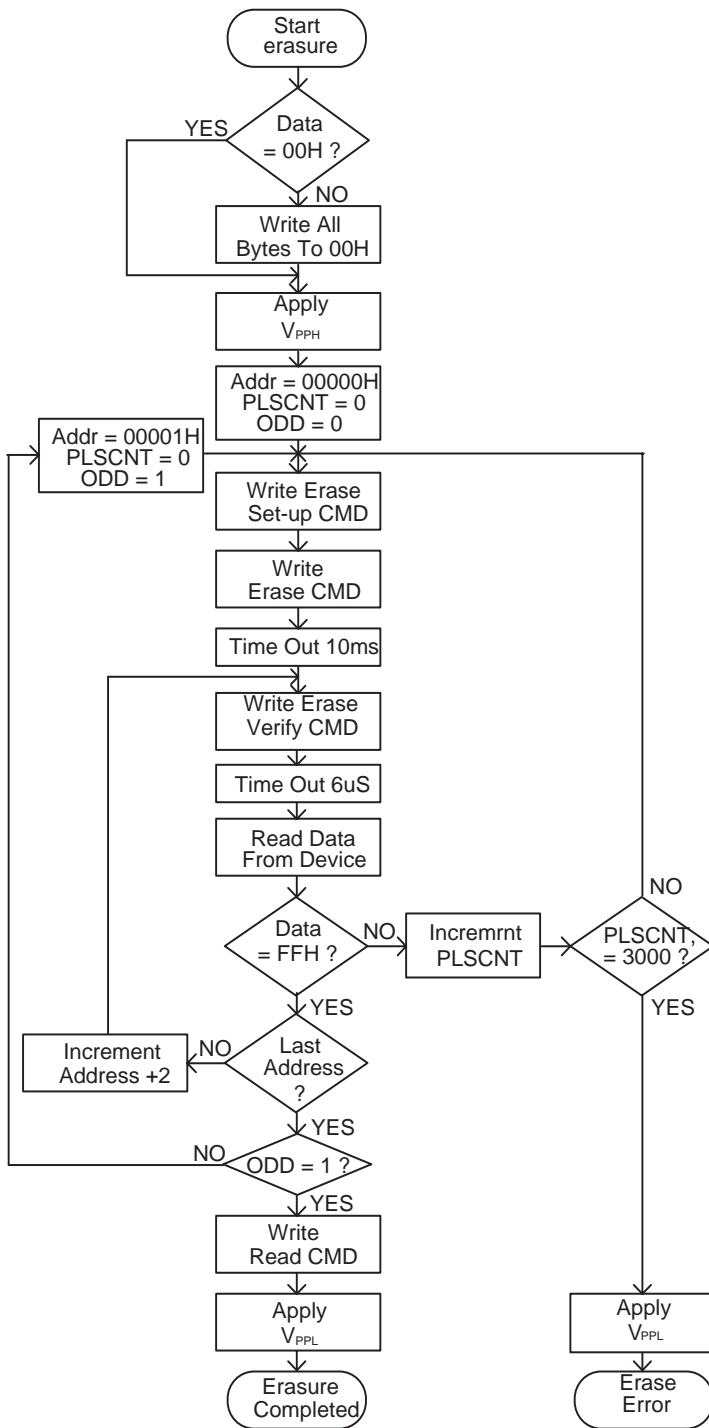 Start
erasure
Data
= 00H ?
YES
NO
Write All
Bytes To 00H
Apply
VPPH
Addr = 00000H
PLSCNT = 0
ODD = 0
Addr = 00001H
PLSCNT = 0
ODD = 1
Write Erase
Set-up CMD
Write
Erase CMD
Time Out 10ms
Write Erase
Verify CMD
Time Out 6uS
Read Data
From Device
Data
= FFH ?
NO
Incremrnt
PLSCNT
PLSCNT,
= 3000 ?
NO
YES
YES
Last
Address
?
NO
Increment
Address +2
YES
ODD = 1 ?
NO
YES
Write
Read CMD
Apply
VPPL
Erasure
Completed
Apply
VPPL
Erase
Error